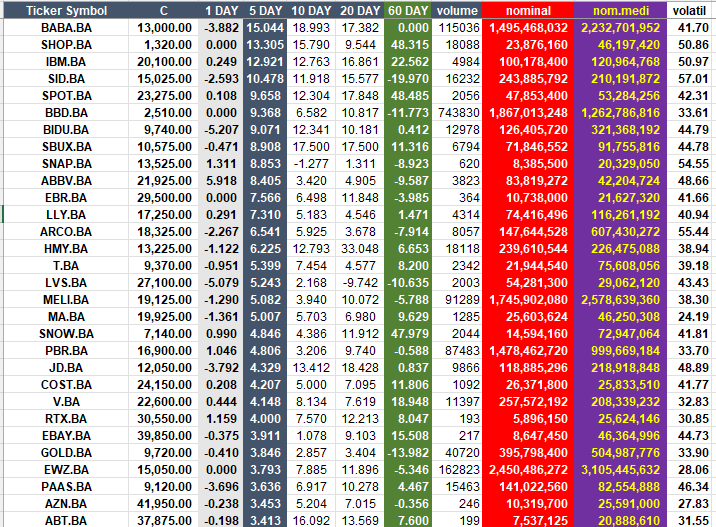 Ticker Symbol C 1 DAY 5 DAY 10 DAY 20 DAY 60 DAY volume nominal nom.medi volatil
BABA.BA 13,000.00 -3.882 15.044 18.993 17.382 0.000 115036 1,495,468,032 2,232,701,952 41.70
SHOP.BA 1,320.00 0.000 13.305 15.790 9.544 48.315 18088 23,876,160 46,197,420 50.86
IBM.BA 20,100.00 0.249 12.921 12.763 16.861 22.562 4984 100,178,400 120,964,768 50.97
SID.BA 15,025.00 -2.593 10.478 11.918 15.577 -19.970 16232 243,885,792 210,191,872 57.01
SPOT.BA 23,275.00 0.108 9.658 12.304 17.848 48.485 2056 47,853,400 53,284,256 42.31
BBD.BA 2,510.00 0.000 9.368 6.582 10.817 -11.773 743830 1,867,013,248 1,262,786,816 33.61
BIDU.BA 9,740.00 -5.207 9.071 12.341 10.181 0.412 12978 126,405,720 321,368,192 44.79
SBUX.BA 10,575.00 -0.471 8.908 17.500 17.500 11.316 6794 71,846,552 91,755,816 44.78
SNAP.BA 13,525.00 1.311 8.853 -1.277 1.311 -8.923 620 8,385,500 20,329,050 54.55
ABBV.BA 21,925.00 5.918 8.405 3.420 4.905 -9.587 3823 83,819,272 42,204,724 48.66
EBR.BA 29,500.00 0.000 7.566 6.498 11.848 -3.985 364 10,738,000 21,627,320 41.66
LLY.BA 17,250.00 0.291 7.310 5.183 4.546 1.471 4314 74,416,496 116,261,192 40.94
ARCO.BA 18,325.00 -2.267 6.541 5.925 3.678 -7.914 8057 147,644,528 607,430,272 55.44
HMY.BA 13,225.00 -1.122 6.225 12.793 33.048 6.653 18118 239,610,544 226,475,088 38.94
T.BA 9,370.00 -0.951 5.399 7.454 4.577 8.200 2342 21,944,540 75,608,056 39.18
LVS.BA 27,100.00 -5.079 5.243 2.168 -9.742 -10.635 2003 54,281,300 29,062,120 43.43
MELI.BA 19,125.00 -1.290 5.082 3.940 10.072 -5.788 91289 1,745,902,080 2,578,639,360 38.30
MA.BA 19,925.00 -1.361 5.007 5.703 6.980 9.629 1285 25,603,624 46,250,308 24.19
SNOW.BA 7,140.00 0.990 4.846 4.386 11.912 47.979 2044 14,594,160 72,947,064 41.81
PBR.BA 16,900.00 1.046 4.806 3.206 9.740 -0.588 87483 1,478,462,720 999,669,184 33.70
JD.BA 12,050.00 -3.792 4.329 13.412 18.428 0.837 9866 118,885,296 218,918,848 48.89
COST.BA 24,150.00 0.208 4.207 5.000 7.095 11.806 1092 26,371,800 25,833,510 41.77
V.BA 22,600.00 0.444 4.148 8.134 7.619 18.948 11397 257,572,192 208,339,232 32.83
RTX.BA 30,550.00 1.159 4.000 7.570 12.213 8.047 193 5,896,150 25,624,146 30.85
EBAY.BA 39,850.00 -0.375 3.911 1.078 9.103 15.508 217 8,647,450 46,364,996 44.73
GOLD.BA 9,720.00 -0.410 3.846 2.857 3.404 -13.982 40720 395,798,400 504,987,776 33.90
EWZ.BA 15,050.00 0.000 3.793 7.885 11.896 -5.346 162823 2,450,486,272 3,105,445,632 28.06
PAAS.BA 9,120.00 -3.696 3.636 6.917 10.278 4.467 15463 141,022,560 82,554,888 46.34
AZN.BA 41,950.00 -0.238 3.453 5.204 7.015 -0.356 246 10,319,700 25,591,000 27.83
ABT.BA 37,875.00 -0.198 3.413 16.092 13.569 7.600 199 7,537,125 20,888,610 31.55